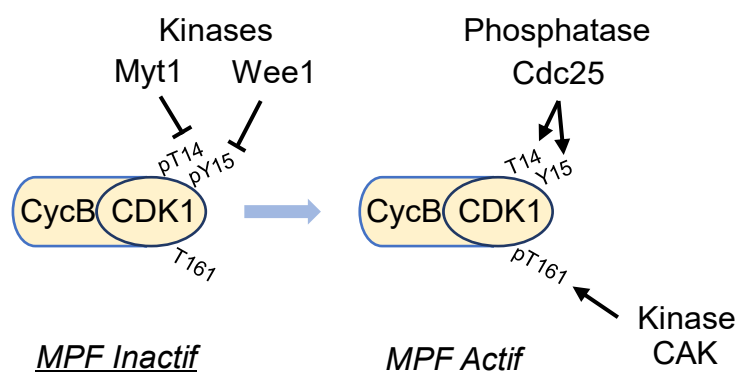 Kinases
Myt1 Wee1
pT14
pY15
CycB CDK1
T161
MPF Inactif
Phosphatase
Cdc25
T14
Y15
CycB CDK1
pT161
Kinase
CAK
MPF Actif